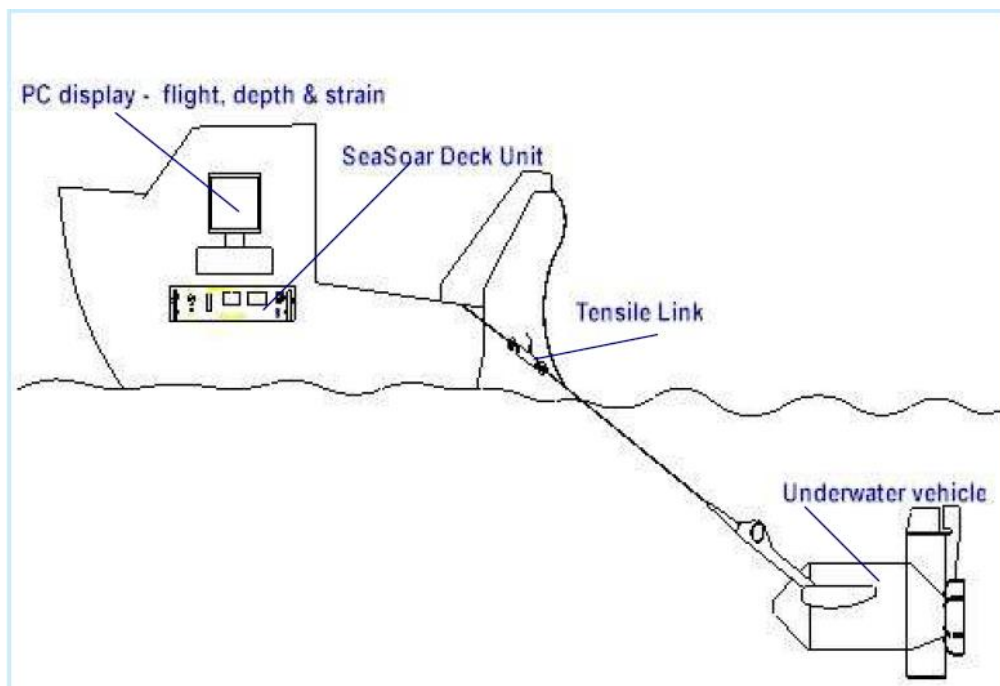 PC display - flight, depth & strain
SeaSoar Deck Unit
Tensile Link
Underwater vehicle